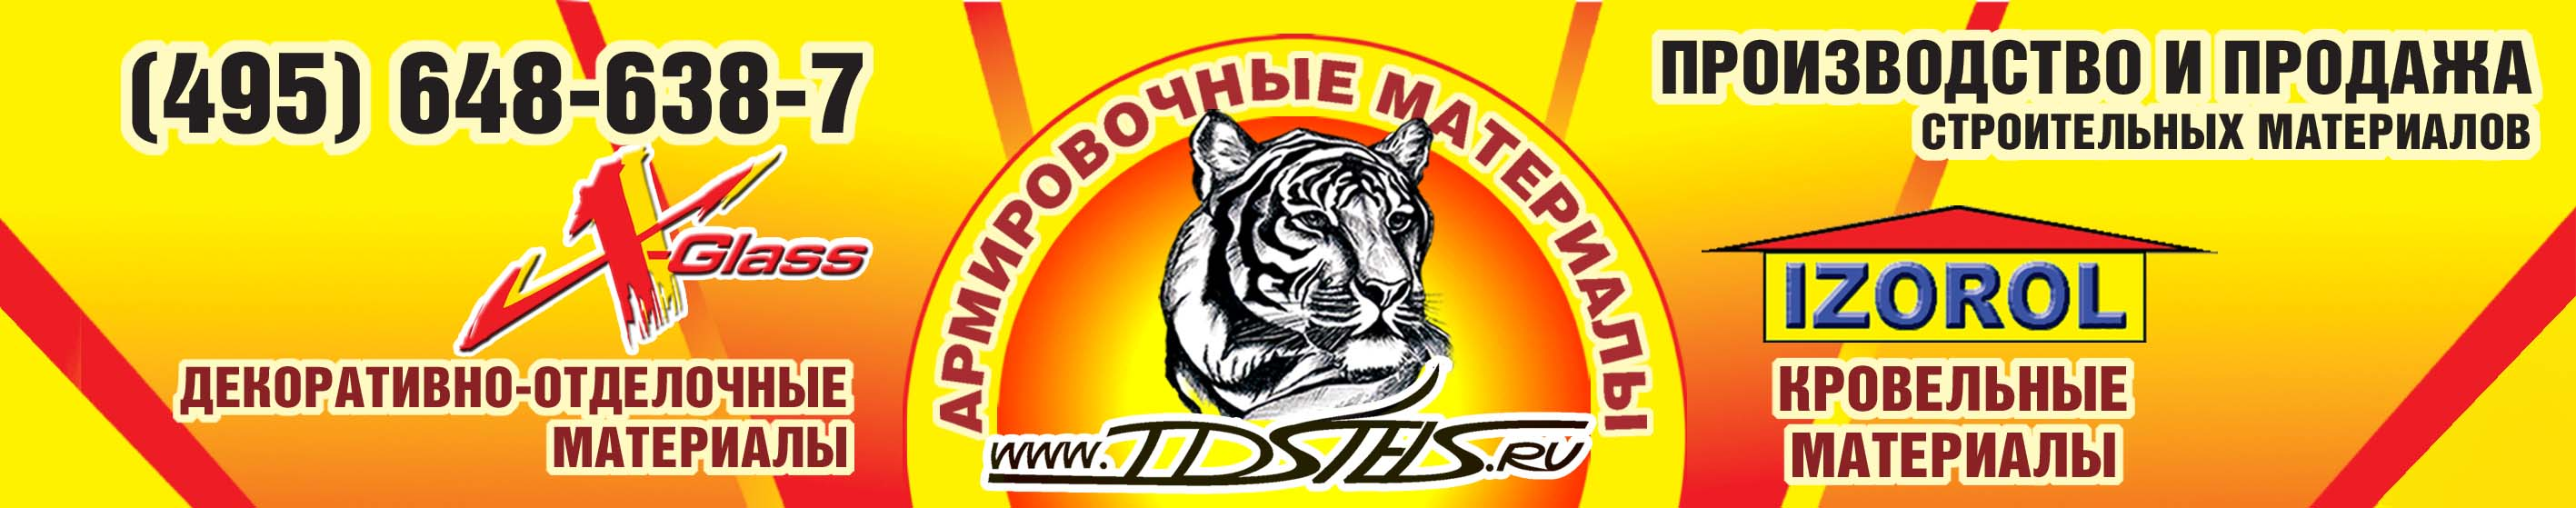 (495) 648-638-7
X-Glass
ДЕКОРАТИВНО-ОТДЕЛОЧНЫЕ
МАТЕРИАЛЫ
АРМИРОВОЧНЫЕ МАТЕРИАЛЫ
www.TDSTELS.RU
ПРОИЗВОДСТВО И ПРОДАЖА
СТРОИТЕЛЬНЫХ МАТЕРИАЛОВ
IZOROL
КРОВЕЛЬНЫЕ
МАТЕРИАЛЫ